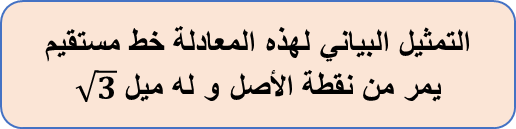 التمثيل البياني لهذه المعادلة خط مستقيم
يمر من نقطة الأصل و له ميل √3